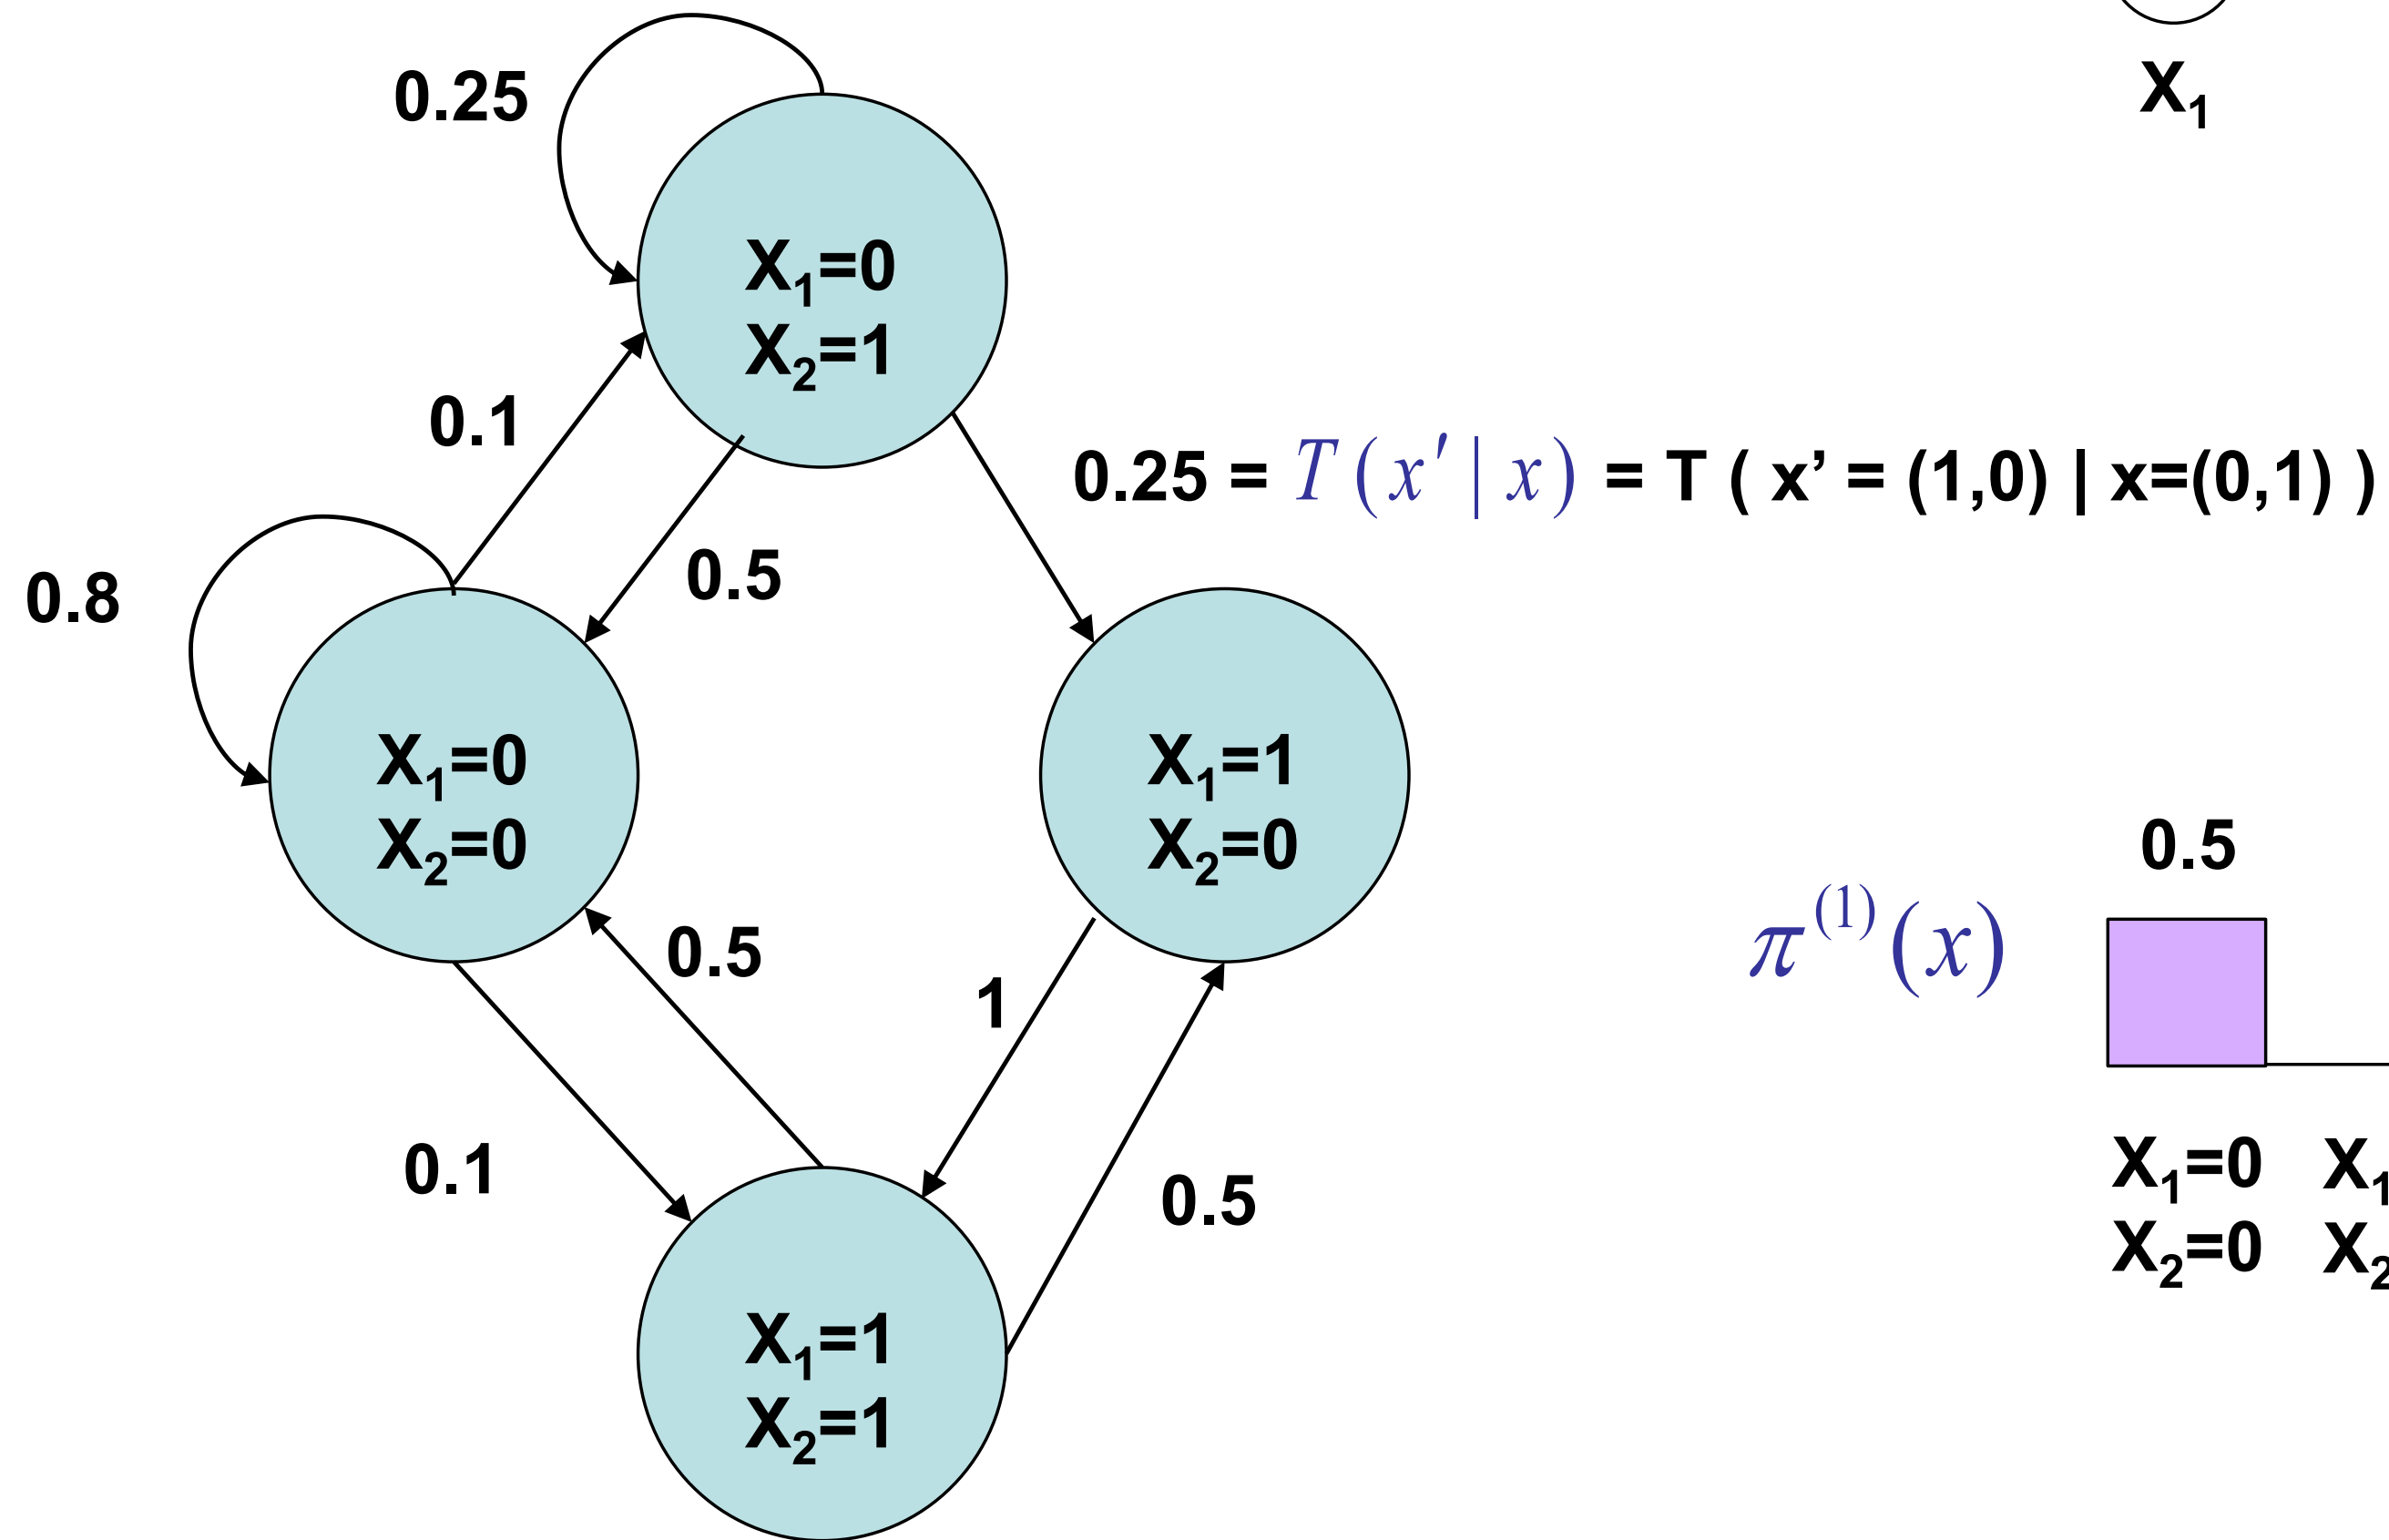 0.25
X₁
X₁=0
X₂=1
0.1
0.25 = T(x′|x) = T ( x’ = (1,0) | x=(0,1) )
0.5
0.8
X₁=0
X₂=0
X₁=1
X₂=0
0.5
π⁽¹⁾(x)
0.5
1
0.1
0.5
X₁=0 X₁
X₂=0 X₂
X₁=1
X₂=1